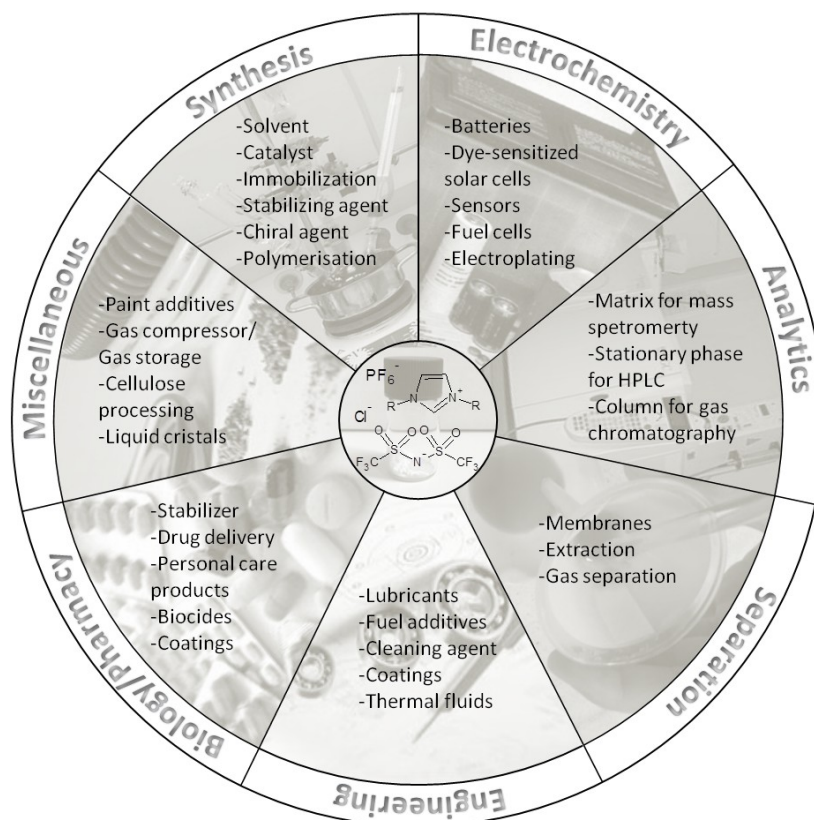 Synthesis
-Solvent
-Catalyst
-Immobilization
-Stabilizing agent
-Chiral agent
-Polymerisation
Electrochemistry
-Batteries
-Dye-sensitized
solar cells
-Sensors
-Fuel cells
-Electroplating
Analytics
-Matrix for mass
spetromerty
-Stationary phase
for HPLC
-Column for gas
chromatography
Separation
-Membranes
-Extraction
-Gas separation
Engineering
-Lubricants
-Fuel additives
-Cleaning agent
-Coatings
-Thermal fluids
Biology/Pharmacy
-Stabilizer
-Drug delivery
-Personal care
products
-Biocides
-Coatings
Miscellaneous
-Paint additives
-Gas compressor/
Gas storage
-Cellulose
processing
-Liquid cristals
PF6-
R N N+ R
Cl-
O O O O
S S
F3C N- CF3